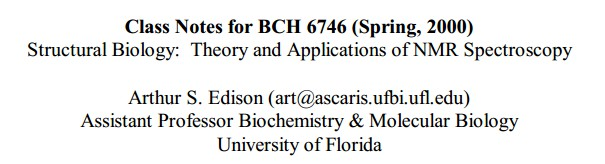 Class Notes for BCH 6746 (Spring, 2000)
Structural Biology:  Theory and Applications of NMR Spectroscopy
Arthur S. Edison (art@ascaris.ufbi.ufl.edu)
Assistant Professor Biochemistry & Molecular Biology
University of Florida